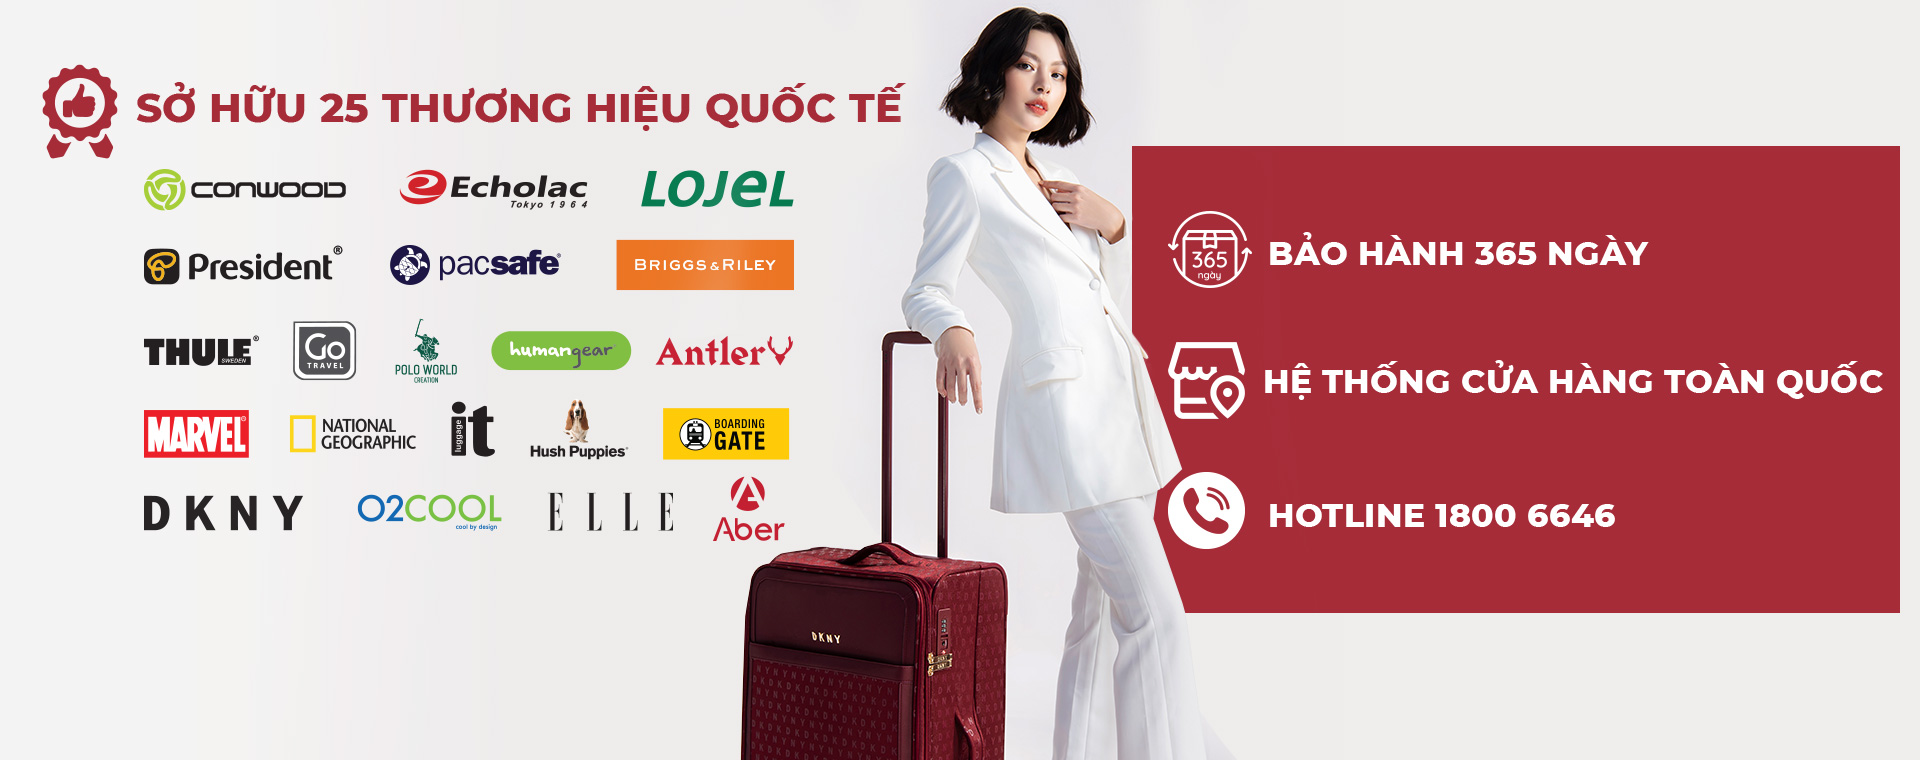 SỞ HỮU 25 THƯƠNG HIỆU QUỐC TẾ
conwood
Echolac
Tokyo 1964
LOJEL
President®
pacsafe®
BRIGGS & RILEY
THULE®
SWEDEN
Go
TRAVEL
POLO WORLD
CREATION
humangear
Antler
MARVEL
NATIONAL
GEOGRAPHIC
it
luggage
Hush Puppies®
BOARDING
GATE
DKNY
O2COOL
cool by design
ELLE
Aber
DKNY
365
ngày
BẢO HÀNH 365 NGÀY
HỆ THỐNG CỬA HÀNG TOÀN QUỐC
HOTLINE 1800 6646